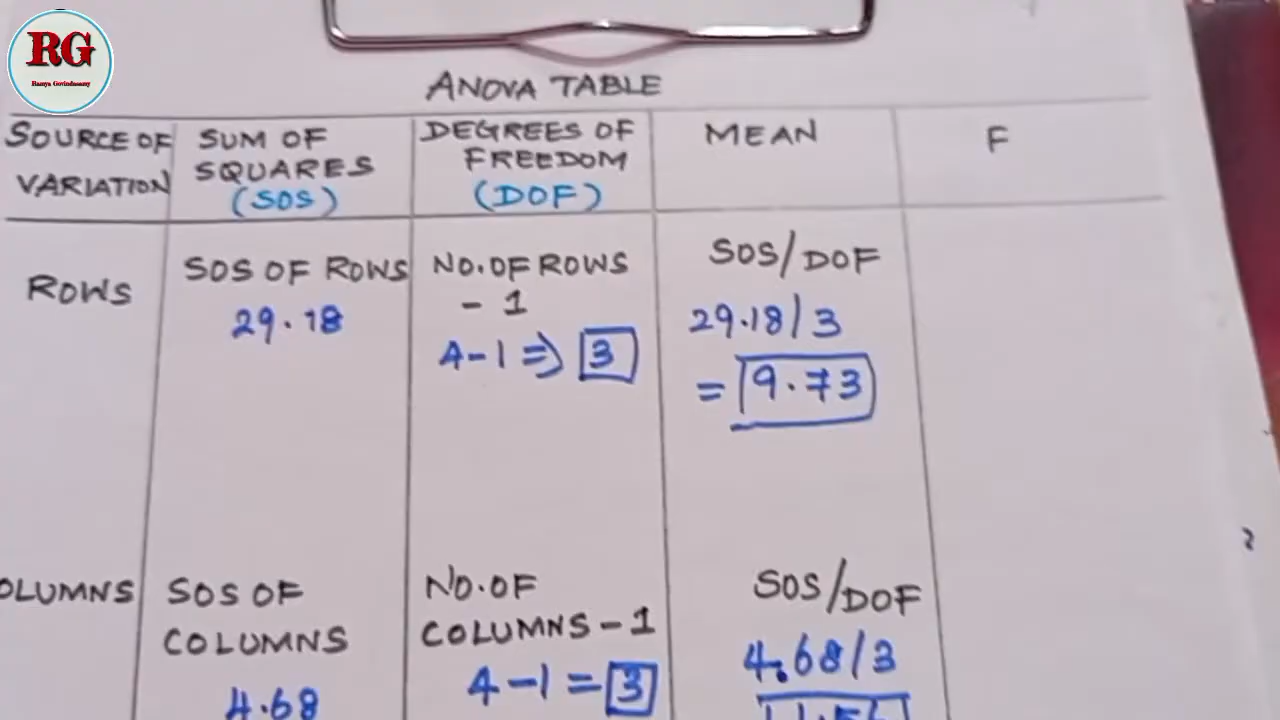 RG
Ramya Govindasamy
ANOVA TABLE
SOURCE OF VARIATION
SUM OF SQUARES (SOS)
DEGREES OF FREEDOM (DOF)
MEAN
F
ROWS
SOS OF ROWS
29.18
NO.OF ROWS
- 1
4-1 => 3
SOS/DOF
29.18/3
= 9.73
OLUMNS
SOS OF
COLUMNS
4.68
NO.OF
COLUMNS-1
4-1=3
SOS/DOF
4.68/3